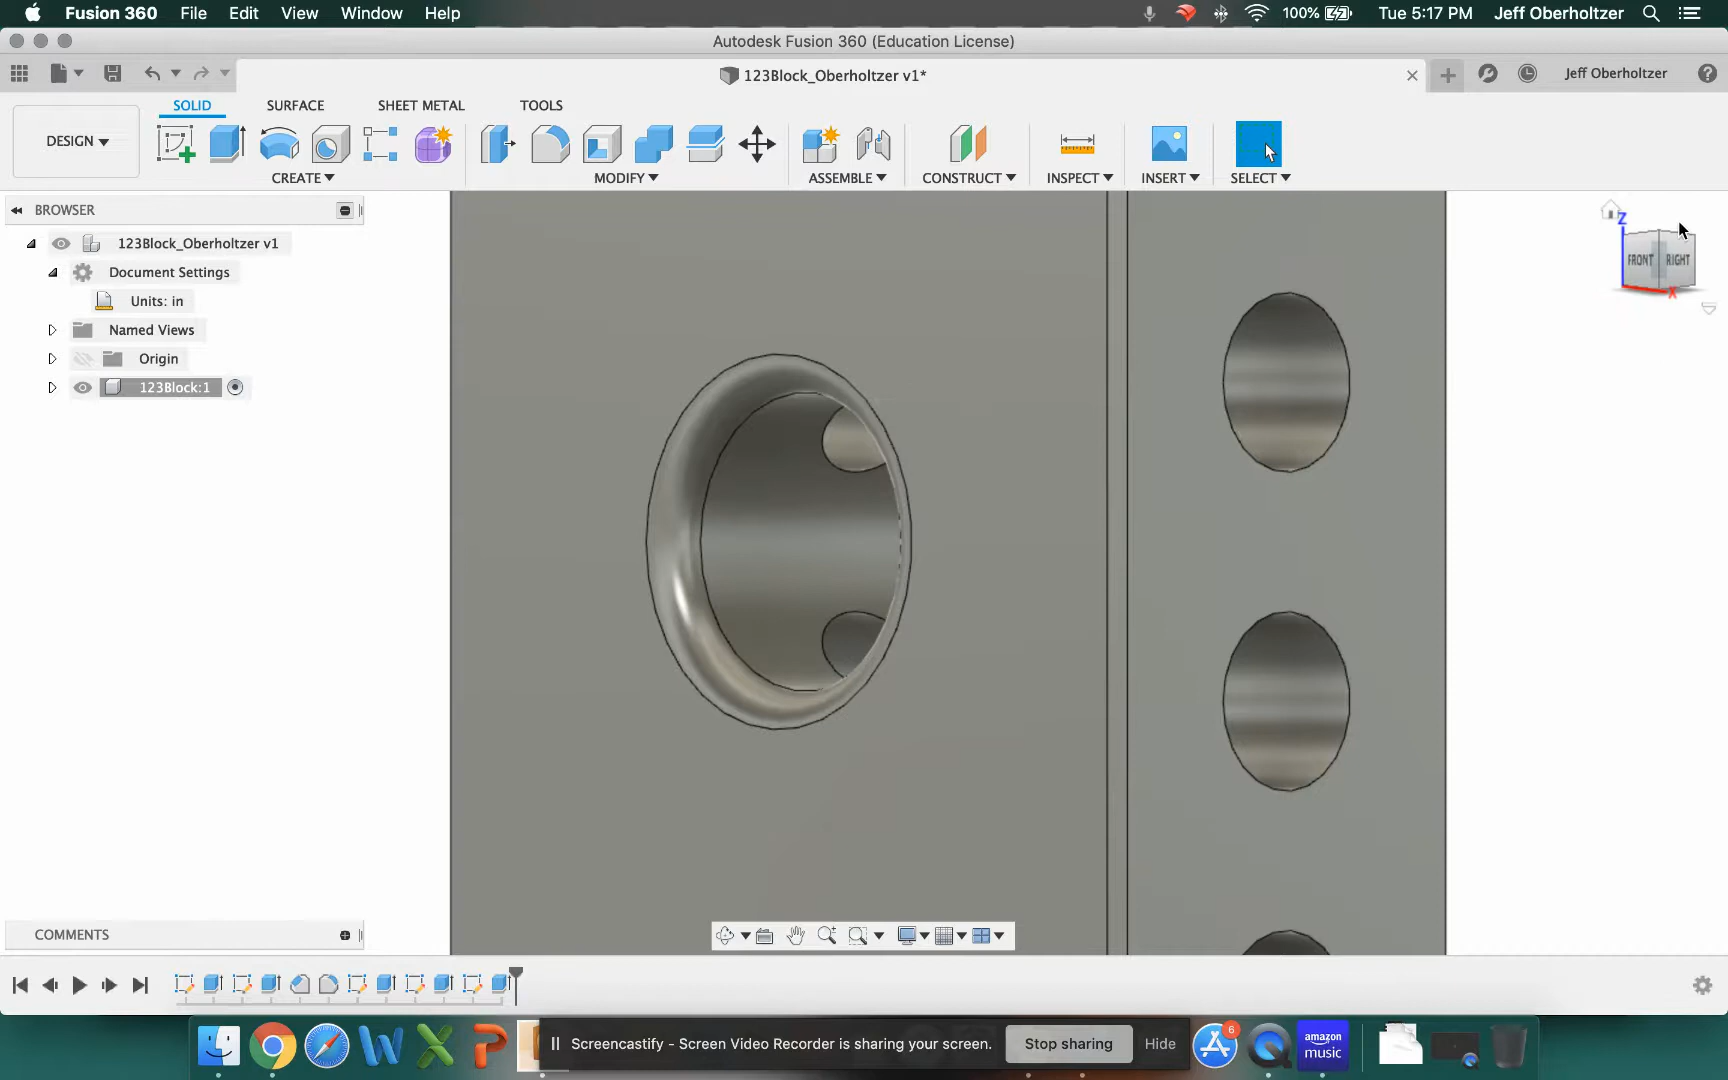 Fusion 360 File Edit View Window Help 100% Tue 5:17 PM Jeff Oberholtzer
Autodesk Fusion 360 (Education License)
123Block_Oberholtzer v1* Jeff Oberholtzer
SOLID SURFACE SHEET METAL TOOLS
DESIGN
CREATE MODIFY ASSEMBLE CONSTRUCT INSPECT INSERT SELECT
BROWSER
123Block_Oberholtzer v1
Document Settings
Units: in
Named Views
Origin
123Block:1
Z
FRONT RIGHT
X
COMMENTS
Screencastify - Screen Video Recorder is sharing your screen. Stop sharing Hide
6
amazon
music